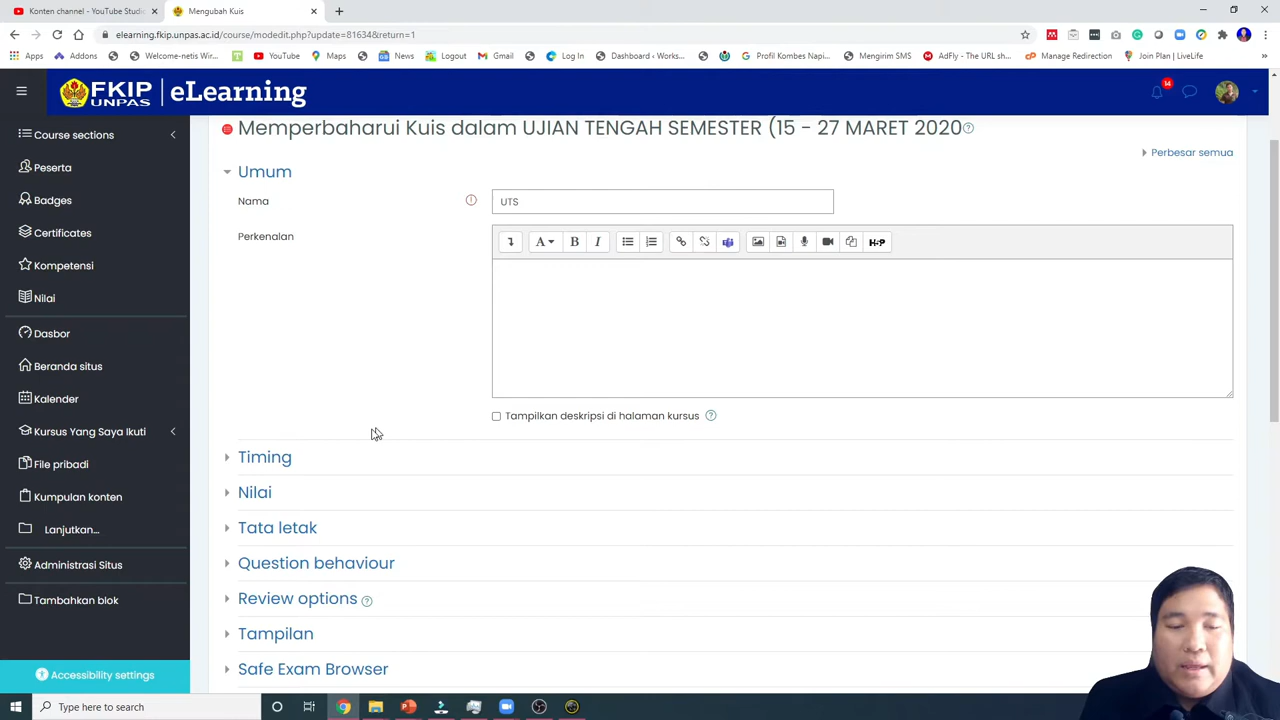 Konten channel - YouTube Studio
Mengubah Kuis
elearning.fkip.unpas.ac.id/course/modedit.php?update=81634&return=1
Apps
Addons
Welcome-netis Wir...
YouTube
Maps
News
Logout
Gmail
Log In
Dashboard ‹ Works...
Profil Kombes Napi...
Mengirim SMS
AdFly - The URL sh...
Manage Redirection
Join Plan | LiveLife
FKIP UNPAS | eLearning
14
Course sections
Peserta
Badges
Certificates
Kompetensi
Nilai
Dasbor
Beranda situs
Kalender
Kursus Yang Saya Ikuti
File pribadi
Kumpulan konten
Lanjutkan...
Administrasi Situs
Tambahkan blok
Accessibility settings
Memperbaharui Kuis dalam UJIAN TENGAH SEMESTER (15 - 27 MARET 2020
Perbesar semua
Umum
Nama
UTS
Perkenalan
A B I
H-P
Tampilkan deskripsi di halaman kursus
Timing
Nilai
Tata letak
Question behaviour
Review options
Tampilan
Safe Exam Browser
Type here to search